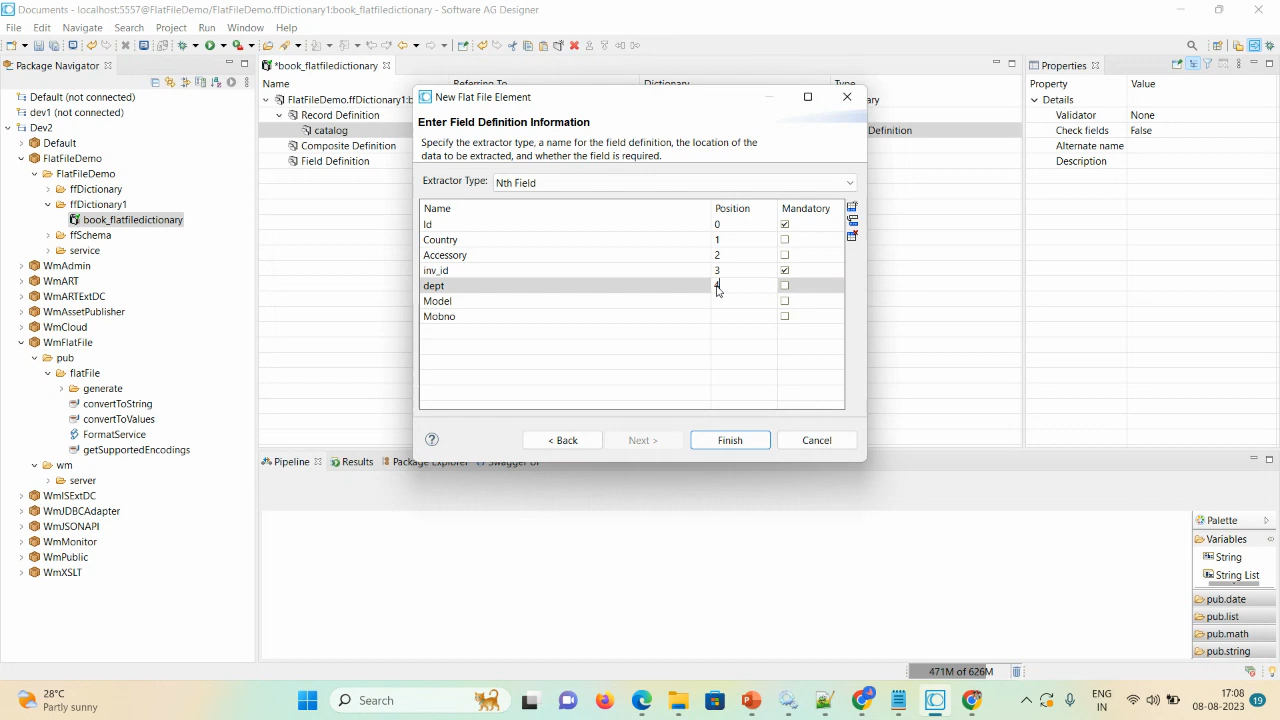 Documents - localhost:5557@FlatFileDemo/FlatFileDemo.ffDictionary1:book_flatfiledictionary - Software AG Designer
File Edit Navigate Search Project Run Window Help
Package Navigator
*book_flatfiledictionary
Properties
Default (not connected)
dev1 (not connected)
Dev2
Default
FlatFileDemo
FlatFileDemo
ffDictionary
ffDictionary1
book_flatfiledictionary
ffSchema
service
WmAdmin
WmART
WmARTExtDC
WmAssetPublisher
WmCloud
WmFlatFile
pub
flatFile
generate
convertToString
convertToValues
FormatService
getSupportedEncodings
wm
server
WmISExtDC
WmJDBCAdapter
WmJSONAPI
WmMonitor
WmPublic
WmXSLT
Name Referring To Dictionary Type
FlatFileDemo.ffDictionary1:
Record Definition
catalog
Definition
Composite Definition
Field Definition
New Flat File Element
Enter Field Definition Information
Specify the extractor type, a name for the field definition, the location of the
data to be extracted, and whether the field is required.
Extractor Type: Nth Field
Name Position Mandatory
Id 0
Country 1
Accessory 2
inv_id 3
dept 4
Model
Mobno
< Back Next > Finish Cancel
Property Value
Details
Validator None
Check fields False
Alternate name
Description
Pipeline Results Package Explorer
Palette
Variables
String
String List
pub.date
pub.list
pub.math
pub.string
471M of 626M
28°C
Partly sunny
Search
ENG
IN
17:08
08-08-2023
19